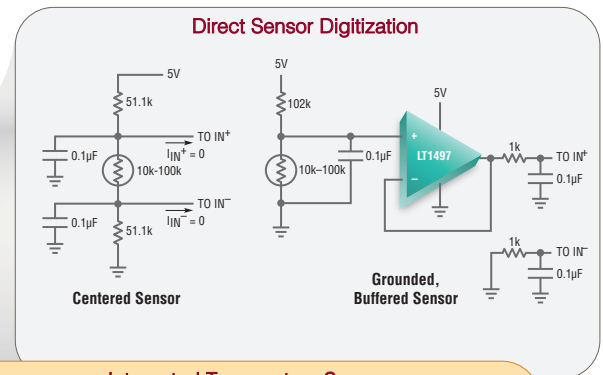 Direct Sensor Digitization
5V
51.1k
TO IN+
IIN+ = 0
0.1µF
10k-100k
TO IN−
IIN− = 0
0.1µF
51.1k
Centered Sensor
5V
102k
5V
+
LT1497
−
0.1µF
10k–100k
1k
TO IN+
0.1µF
1k
TO IN−
0.1µF
Grounded,
Buffered Sensor